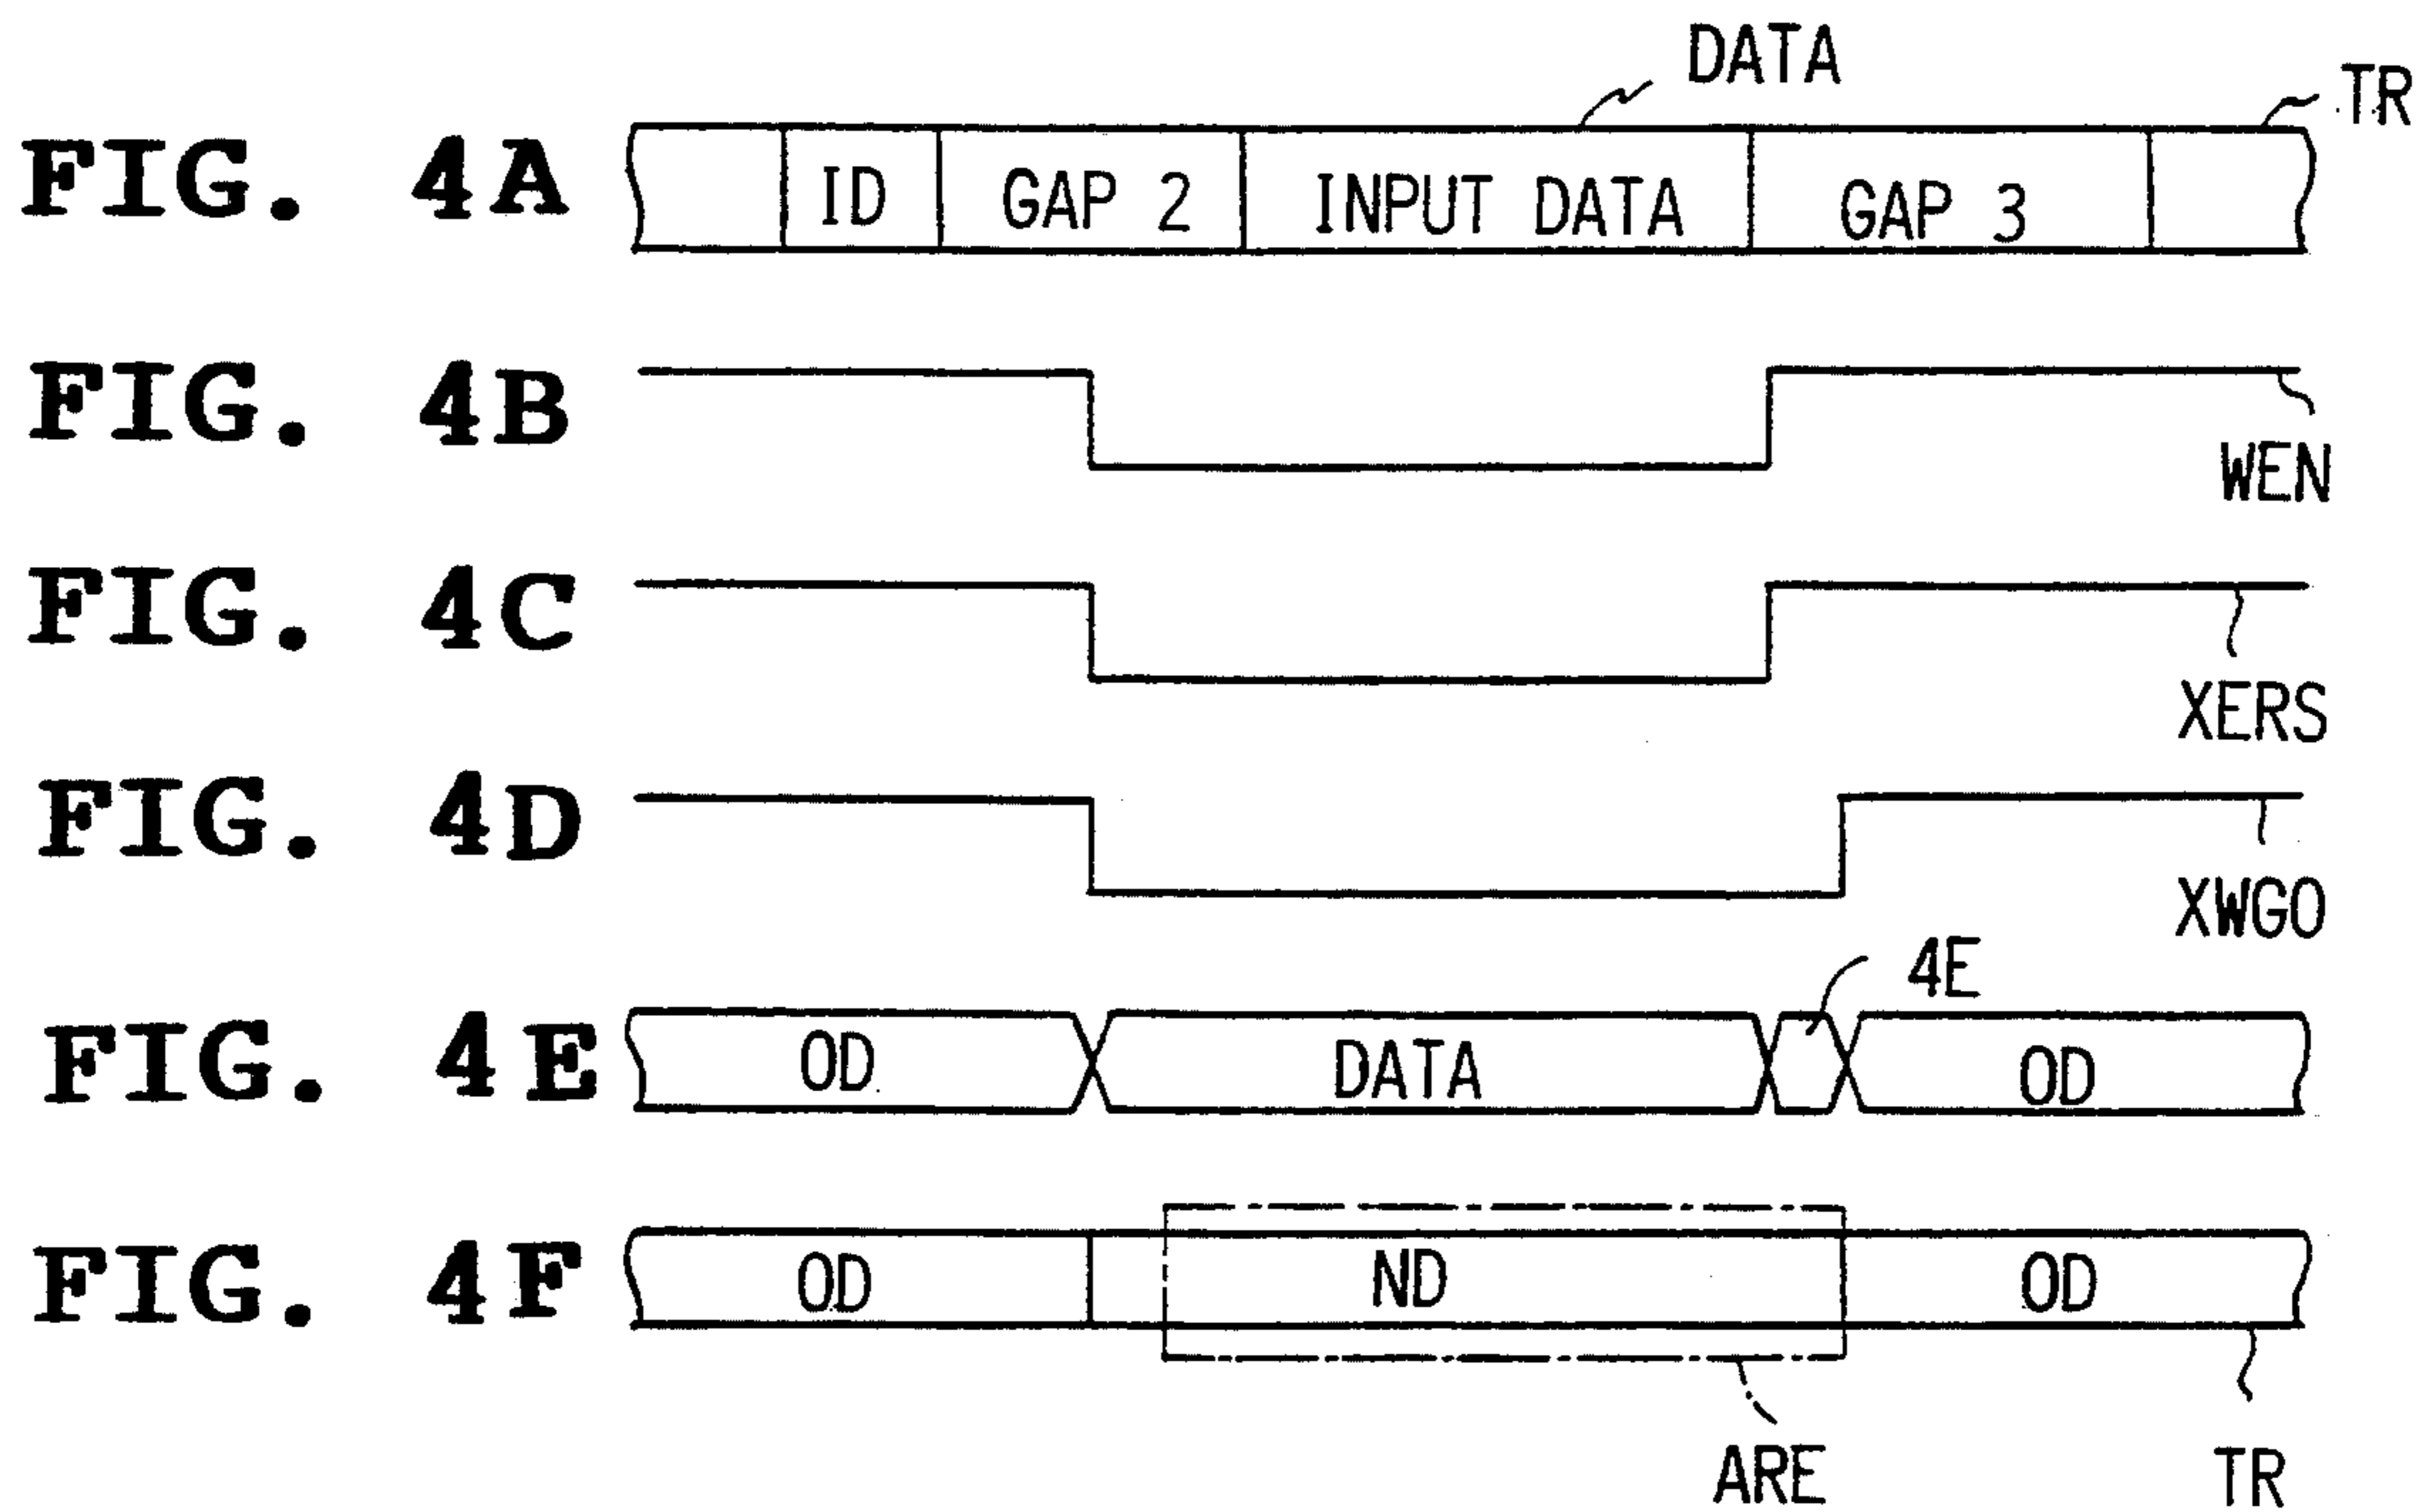 DATA
TR
FIG. 4A
ID
GAP 2
INPUT DATA
GAP 3
FIG. 4B
WEN
FIG. 4C
XERS
FIG. 4D
XWGO
4E
FIG. 4E
OD
DATA
OD
FIG. 4F
OD
ND
OD
ARE
TR